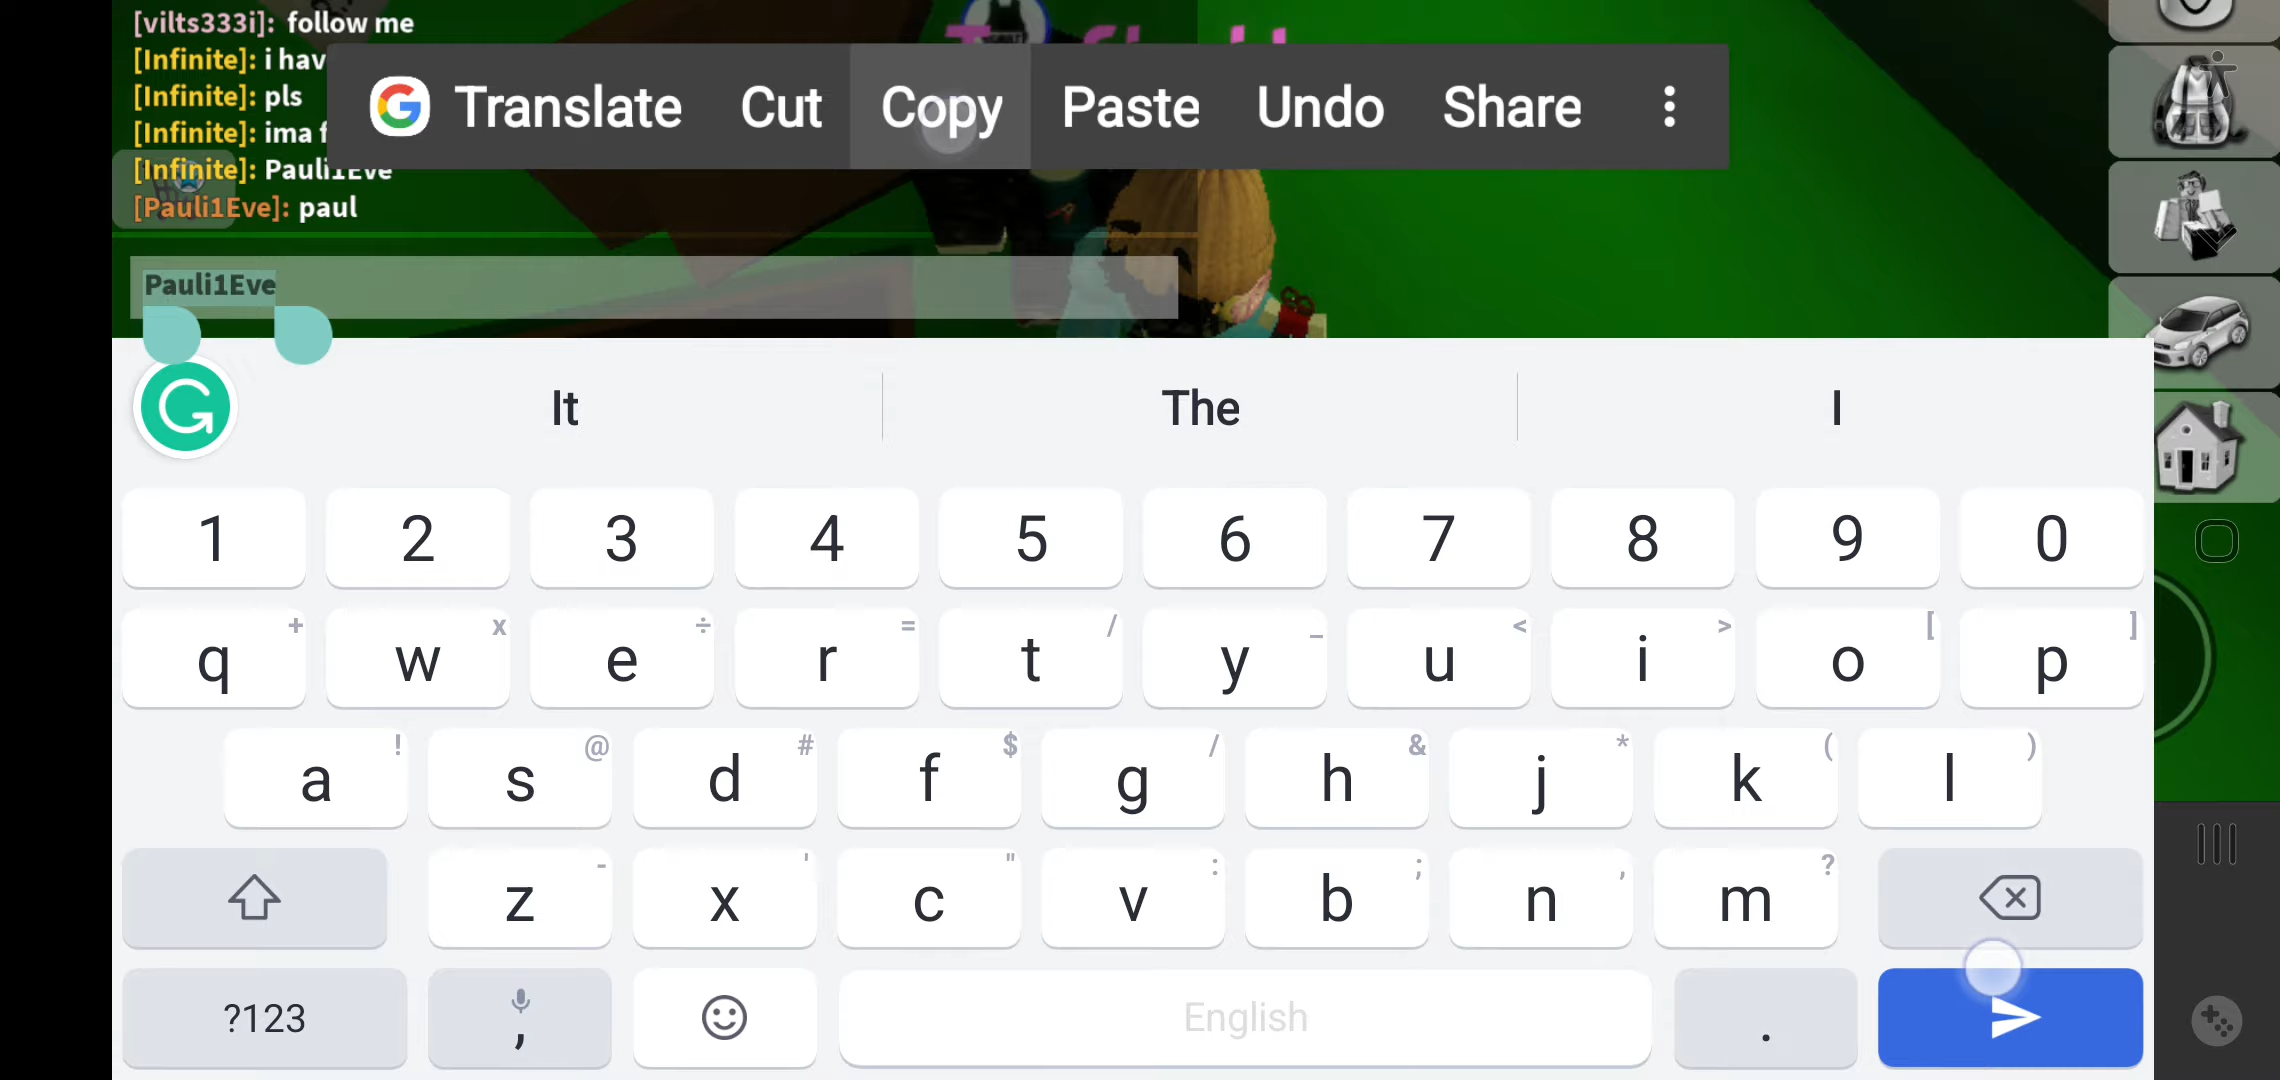 [vilts333i]: follow me
[Infinite]: i hav
[Infinite]: pls
[Infinite]: ima f
[Infinite]: Pauli1Eve
[Pauli1Eve]: paul
Translate Cut Copy Paste Undo Share
Pauli1Eve
It The I
1 2 3 4 5 6 7 8 9 0
+ x ÷ = / _ < > [ ]
q w e r t y u i o p
! @ # $ / & * ( )
a s d f g h j k l
- ' " : ; , ?
z x c v b n m
?123 , English .